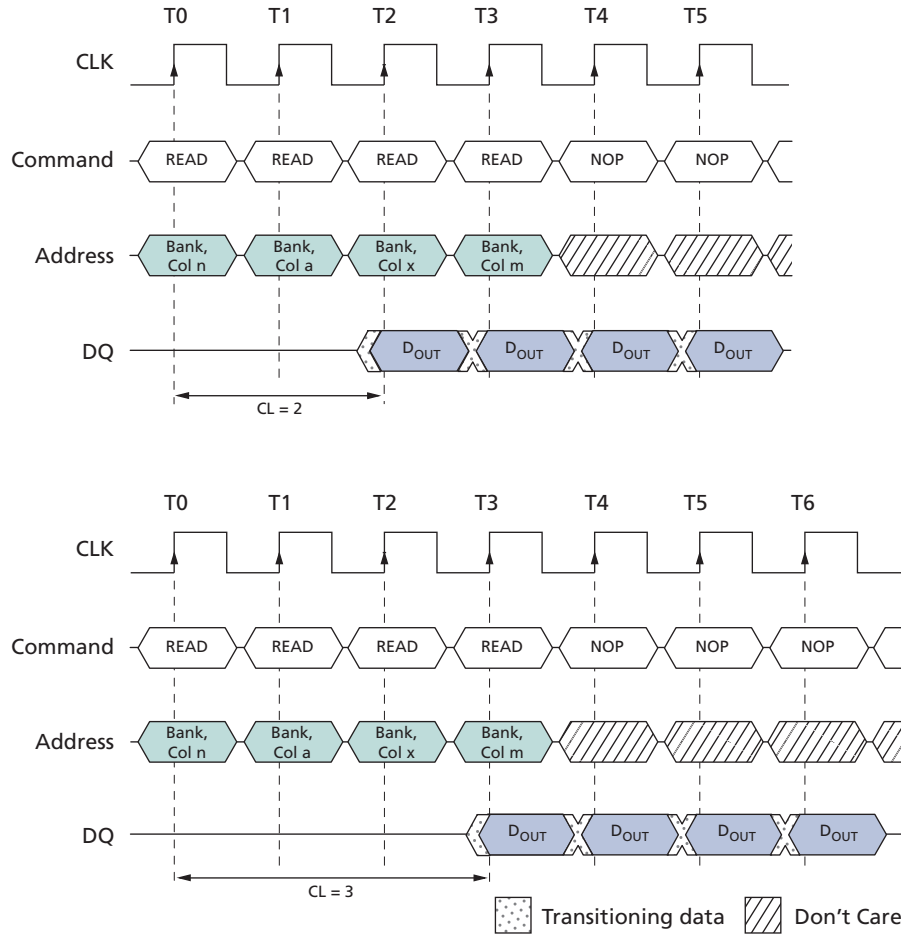 T0 T1 T2 T3 T4 T5
CLK
Command READ READ READ READ NOP NOP
Address Bank, Col n Bank, Col a Bank, Col x Bank, Col m
DQ DOUT DOUT DOUT DOUT
CL = 2
T0 T1 T2 T3 T4 T5 T6
CLK
Command READ READ READ READ NOP NOP NOP
Address Bank, Col n Bank, Col a Bank, Col x Bank, Col m
DQ DOUT DOUT DOUT DOUT
CL = 3
Transitioning data Don't Care